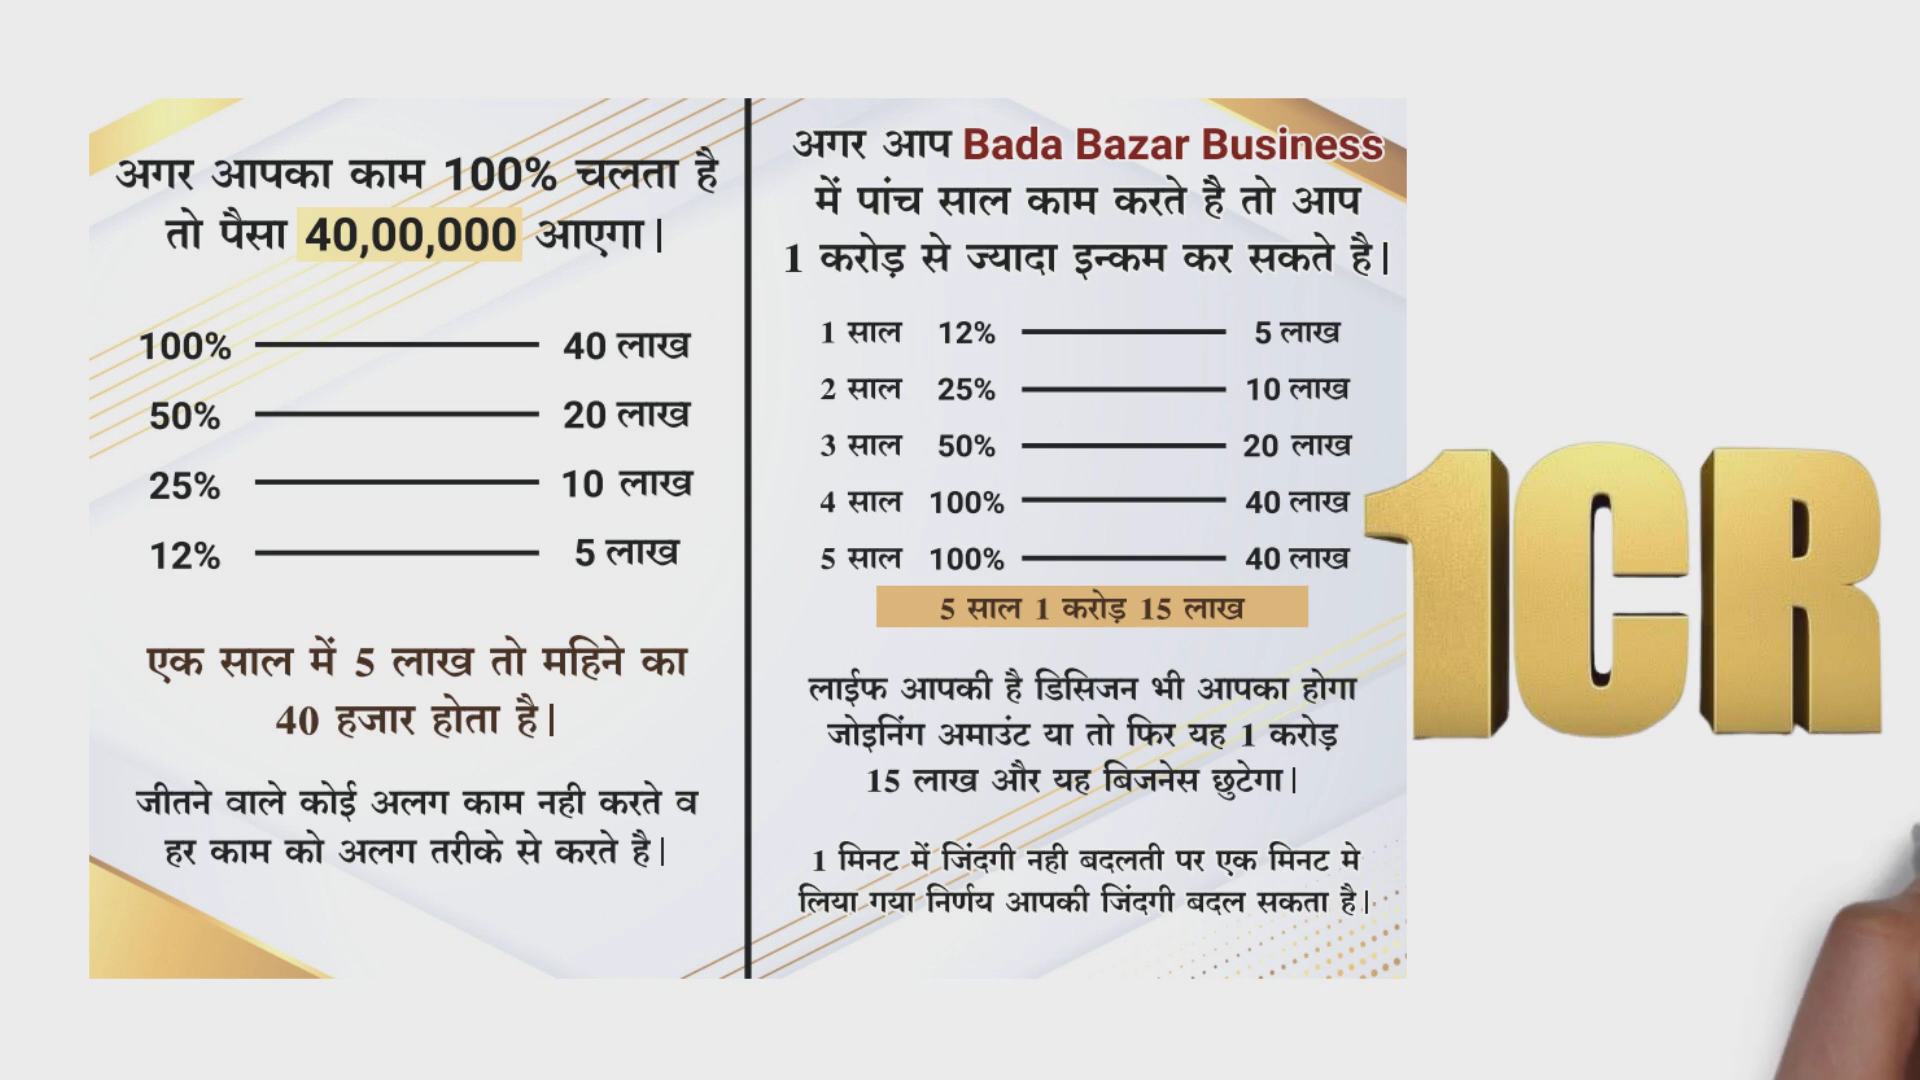 अगर आपका काम 100% चलता है
तो पैसा 40,00,000 आएगा|
100% 40 लाख
50% 20 लाख
25% 10 लाख
12% 5 लाख
एक साल में 5 लाख तो महिने का
40 हजार होता है|
जीतने वाले कोई अलग काम नही करते व
हर काम को अलग तरीके से करते है|
अगर आप Bada Bazar Business
में पांच साल काम करते है तो आप
1 करोड़ से ज्यादा इन्कम कर सकते है|
1 साल 12% 5 लाख
2 साल 25% 10 लाख
3 साल 50% 20 लाख
4 साल 100% 40 लाख
5 साल 100% 40 लाख
5 साल 1 करोड़ 15 लाख
लाईफ आपकी है डिसिजन भी आपका होगा
जोइनिंग अमाउंट या तो फिर यह 1 करोड़
15 लाख और यह बिजनेस छुटेगा|
1 मिनट में जिंदगी नही बदलती पर एक मिनट मे
लिया गया निर्णय आपकी जिंदगी बदल सकता है|
1CR